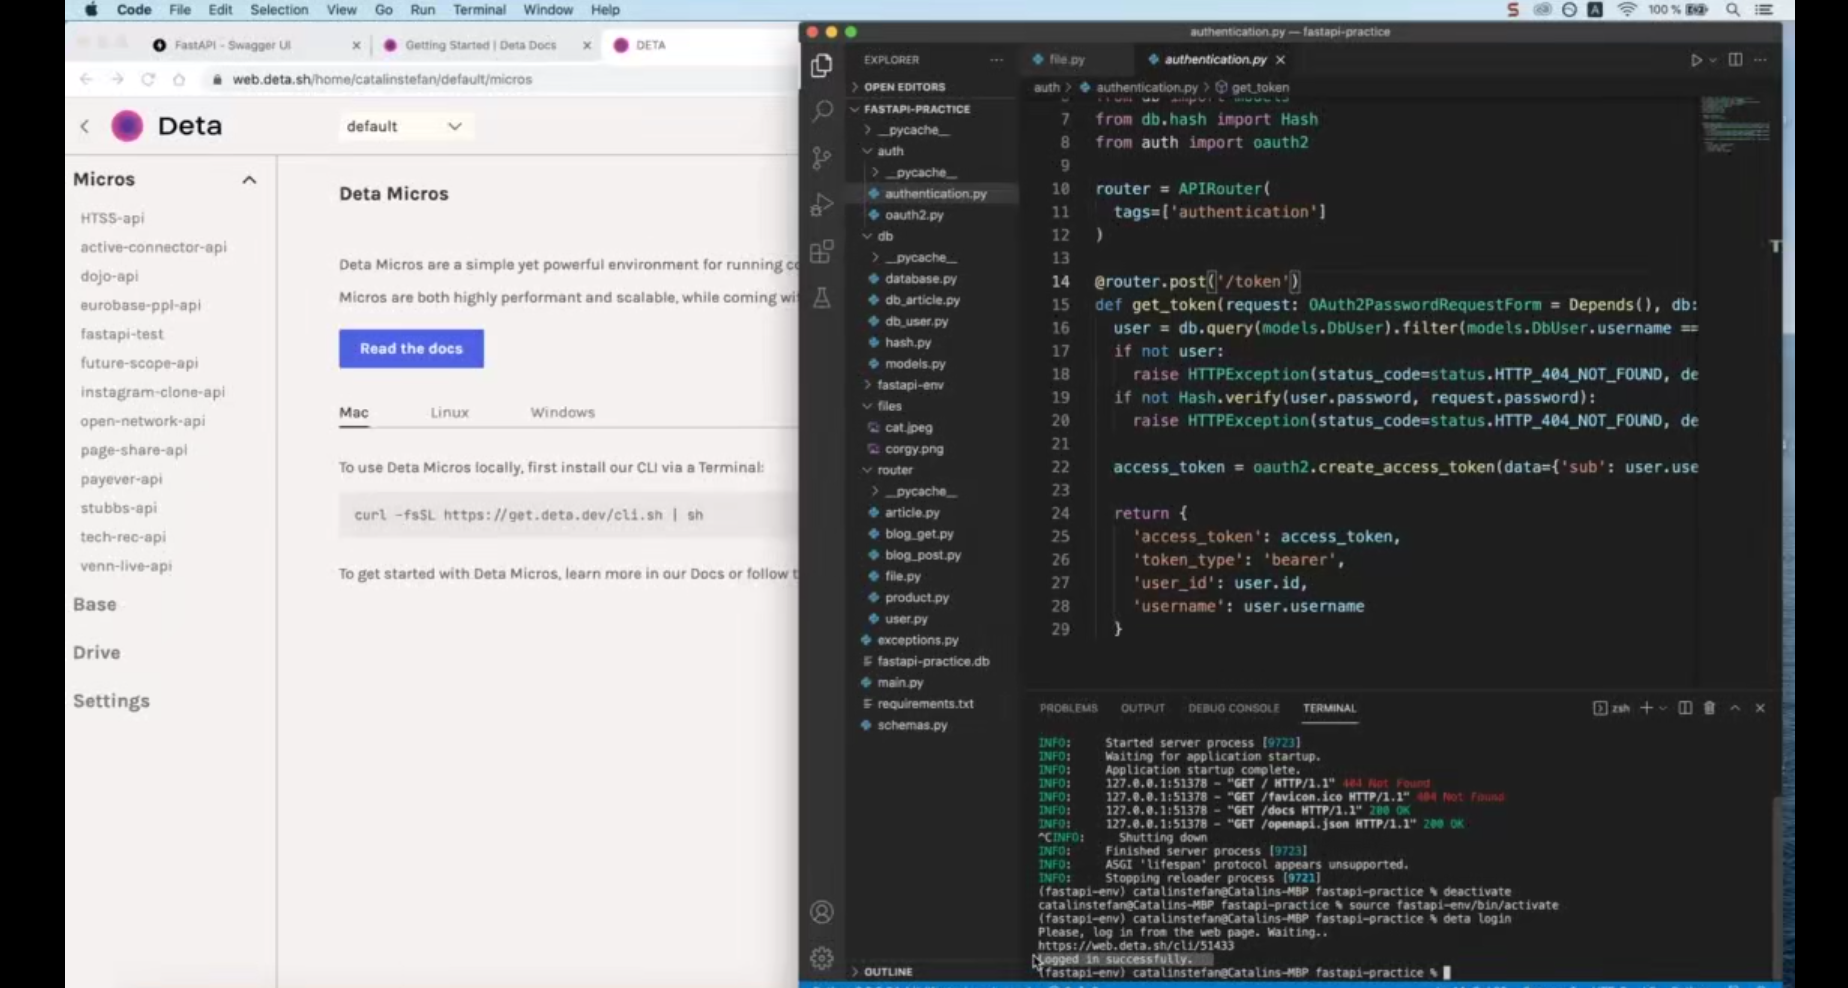 Code File Edit Selection View Go Run Terminal Window Help
100 %
FastAPI - Swagger UI
Getting Started | Deta Docs
DETA
web.deta.sh/home/catalinstefan/default/micros
Deta
default
Micros
HTSS-api
active-connector-api
dojo-api
eurobase-ppl-api
fastapi-test
future-scope-api
instagram-clone-api
open-network-api
page-share-api
payever-api
stubbs-api
tech-rec-api
venn-live-api
Base
Drive
Settings
Deta Micros
Deta Micros are a simple yet powerful environment for running
Micros are both highly performant and scalable, while coming
Read the docs
Mac Linux Windows
To use Deta Micros locally, first install our CLI via a Terminal:
curl -fsSL https://get.deta.dev/cli.sh | sh
To get started with Deta Micros, learn more in our Docs or follow
authentication.py — fastapi-practice
EXPLORER
OPEN EDITORS
FASTAPI-PRACTICE
__pycache__
auth
__pycache__
authentication.py
oauth2.py
db
__pycache__
database.py
db_article.py
db_user.py
hash.py
models.py
fastapi-env
files
cat.jpeg
corgy.png
router
__pycache__
article.py
blog_get.py
blog_post.py
file.py
product.py
user.py
exceptions.py
fastapi-practice.db
main.py
requirements.txt
schemas.py
OUTLINE
file.py
authentication.py
auth > authentication.py > get_token
6 from db import models
7 from db.hash import Hash
8 from auth import oauth2
9
10 router = APIRouter(
11 tags=['authentication']
12 )
13
14 @router.post('/token')
15 def get_token(request: OAuth2PasswordRequestForm = Depends(), db:
16 user = db.query(models.DbUser).filter(models.DbUser.username ==
17 if not user:
18 raise HTTPException(status_code=status.HTTP_404_NOT_FOUND, de
19 if not Hash.verify(user.password, request.password):
20 raise HTTPException(status_code=status.HTTP_404_NOT_FOUND, de
21
22 access_token = oauth2.create_access_token(data={'sub': user.use
23
24 return {
25 'access_token': access_token,
26 'token_type': 'bearer',
27 'user_id': user.id,
28 'username': user.username
29 }
PROBLEMS OUTPUT DEBUG CONSOLE TERMINAL
zsh
INFO: Started server process [9723]
INFO: Waiting for application startup.
INFO: Application startup complete.
INFO: 127.0.0.1:51378 - "GET / HTTP/1.1" 404 Not Found
INFO: 127.0.0.1:51378 - "GET /favicon.ico HTTP/1.1" 404 Not Found
INFO: 127.0.0.1:51378 - "GET /docs HTTP/1.1" 200 OK
INFO: 127.0.0.1:51378 - "GET /openapi.json HTTP/1.1" 200 OK
^CINFO: Shutting down
INFO: Finished server process [9723]
INFO: ASGI 'lifespan' protocol appears unsupported.
INFO: Stopping reloader process [9721]
(fastapi-env) catalinstefan@Catalins-MBP fastapi-practice % deactivate
catalinstefan@Catalins-MBP fastapi-practice % source fastapi-env/bin/activate
(fastapi-env) catalinstefan@Catalins-MBP fastapi-practice % deta login
Please, log in from the web page. Waiting..
https://web.deta.sh/cli/51433
Logged in successfully.
(fastapi-env) catalinstefan@Catalins-MBP fastapi-practice %